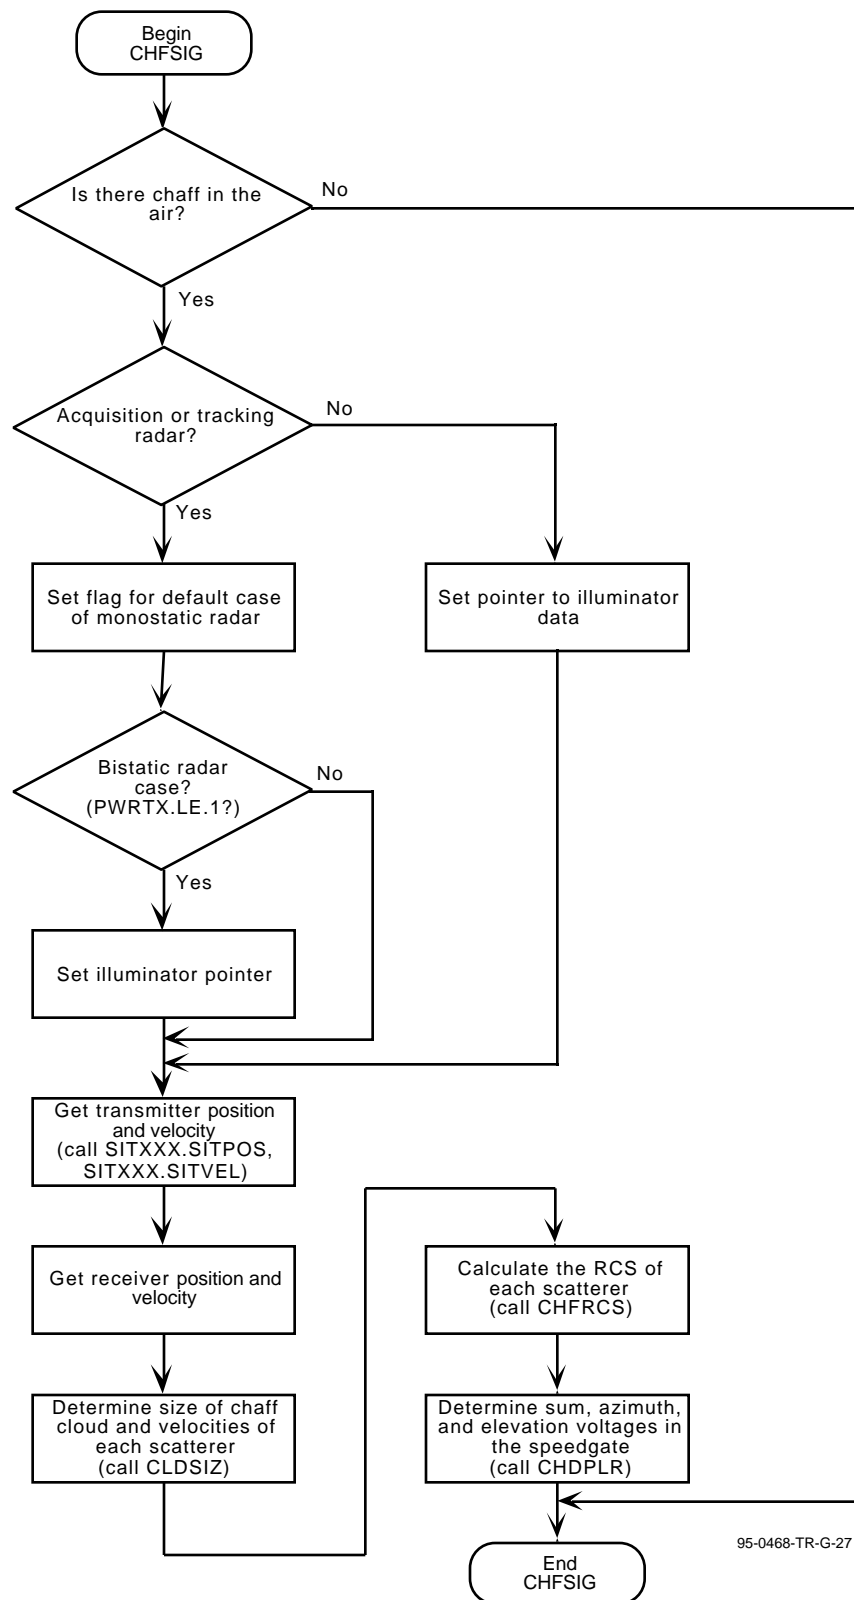 Begin
CHFSIG
Is there chaff in the
air?
No
Yes
Acquisition or tracking
radar?
No
Yes
Set flag for default case
of monostatic radar
Set pointer to illuminator
data
Bistatic radar
case?
(PWRTX.LE.1?)
No
Yes
Set illuminator pointer
Get transmitter position
and velocity
(call SITXXX.SITPOS,
SITXXX.SITVEL)
Get receiver position and
velocity
Determine size of chaff
cloud and velocities of
each scatterer
(call CLDSIZ)
Calculate the RCS of
each scatterer
(call CHFRCS)
Determine sum, azimuth,
and elevation voltages in
the speedgate
(call CHDPLR)
End
CHFSIG
95-0468-TR-G-27